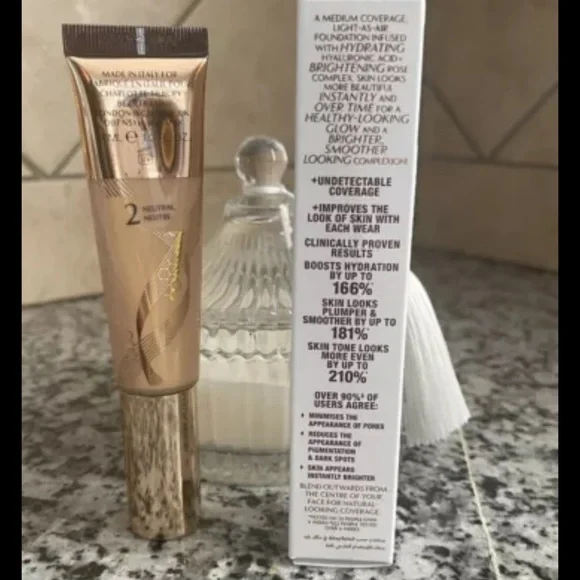 MADE IN ITALY FOR
CHARLOTTE TILBURY
2 NEUTRAL
NEUTRE
A MEDIUM COVERAGE,
LIGHT-AS-AIR
FOUNDATION INFUSED
WITH HYDRATING
HYALURONIC ACID+
BRIGHTENING ROSE
COMPLEX. SKIN LOOKS
MORE BEAUTIFUL
INSTANTLY AND
OVER TIME FOR A
HEALTHY-LOOKING
GLOW AND A
BRIGHTER,
SMOOTHER
LOOKING COMPLEXION.
+UNDETECTABLE
COVERAGE
+IMPROVES THE
LOOK OF SKIN WITH
EACH WEAR
CLINICALLY PROVEN
RESULTS
BOOSTS HYDRATION
BY UP TO
166%*
SKIN LOOKS
PLUMPER &
SMOOTHER BY UP TO
181%*
SKIN TONE LOOKS
MORE EVEN
BY UP TO
210%*
OVER 90%‡ OF
USERS AGREE:
MINIMISES THE
APPEARANCE OF PORES
REDUCES THE
APPEARANCE OF
PIGMENTATION
& DARK SPOTS
SKIN APPEARS
INSTANTLY BRIGHTER
BLEND OUTWARDS FROM
THE CENTRE OF YOUR
FACE FOR NATURAL-
LOOKING COVERAGE.